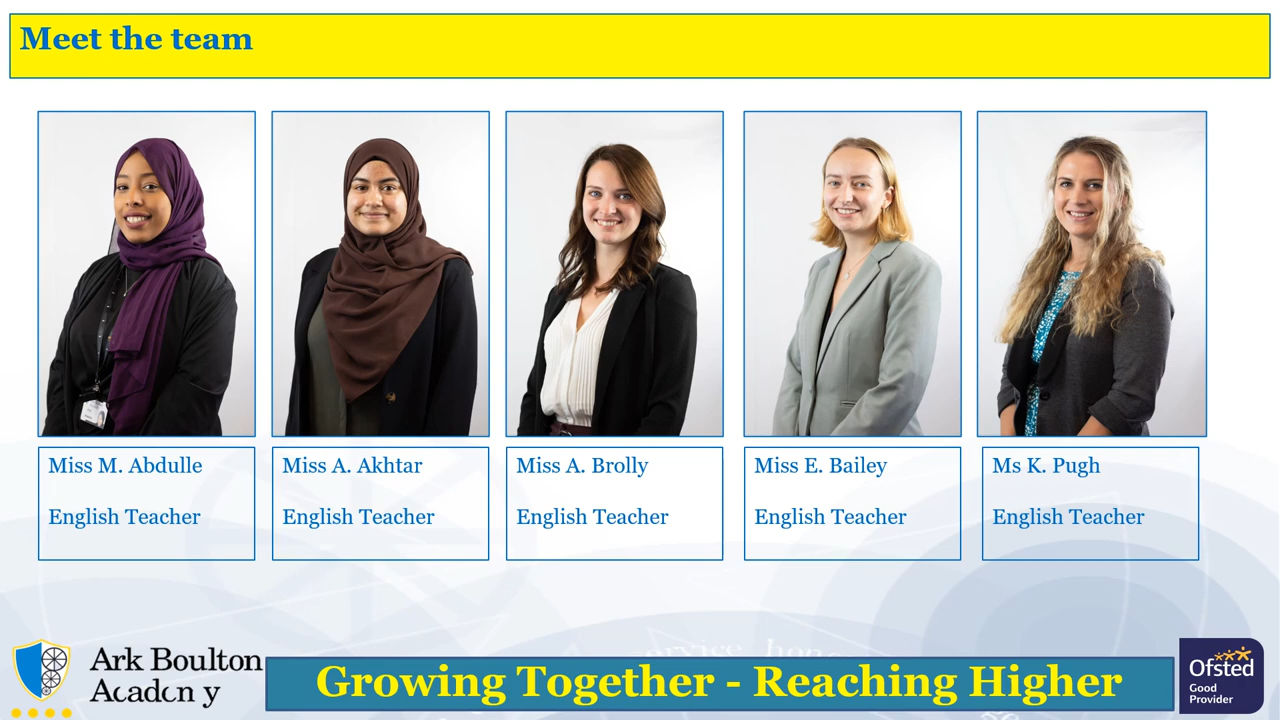 Meet the team
Miss M. Abdulle
English Teacher
Miss A. Akhtar
English Teacher
Miss A. Brolly
English Teacher
Miss E. Bailey
English Teacher
Ms K. Pugh
English Teacher
Ark Boulton
Academy
Growing Together - Reaching Higher
Ofsted
Good
Provider